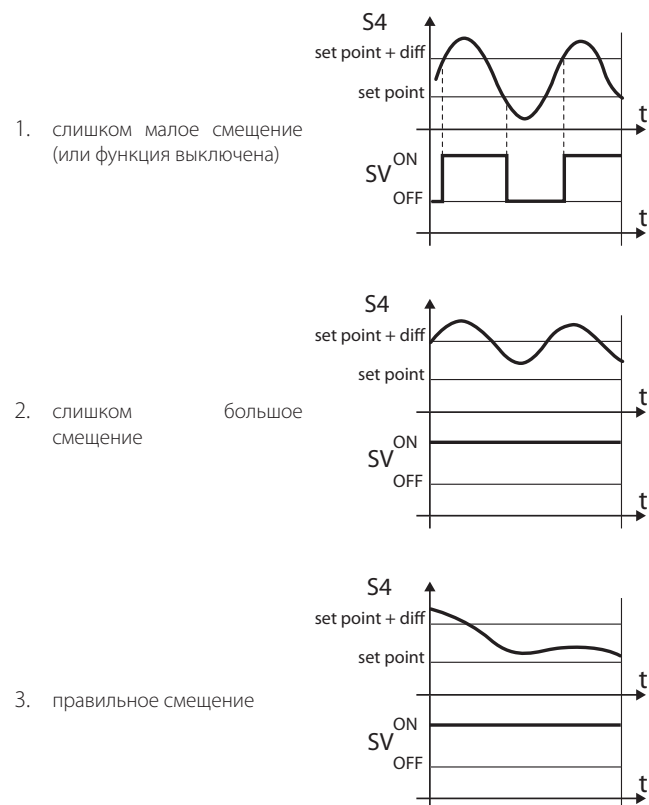 S4
set point + diff
set point
t
1. слишком малое смещение
(или функция выключена)
ON
SV
OFF
t
S4
set point + diff
set point
t
2. слишком большое
смещение
ON
SV
OFF
t
S4
set point + diff
set point
t
3. правильное смещение
ON
SV
OFF
t